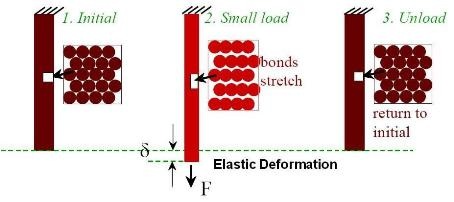 1. Initial
2. Small load
3. Unload
bonds
stretch
return to
initial
δ
Elastic Deformation
F